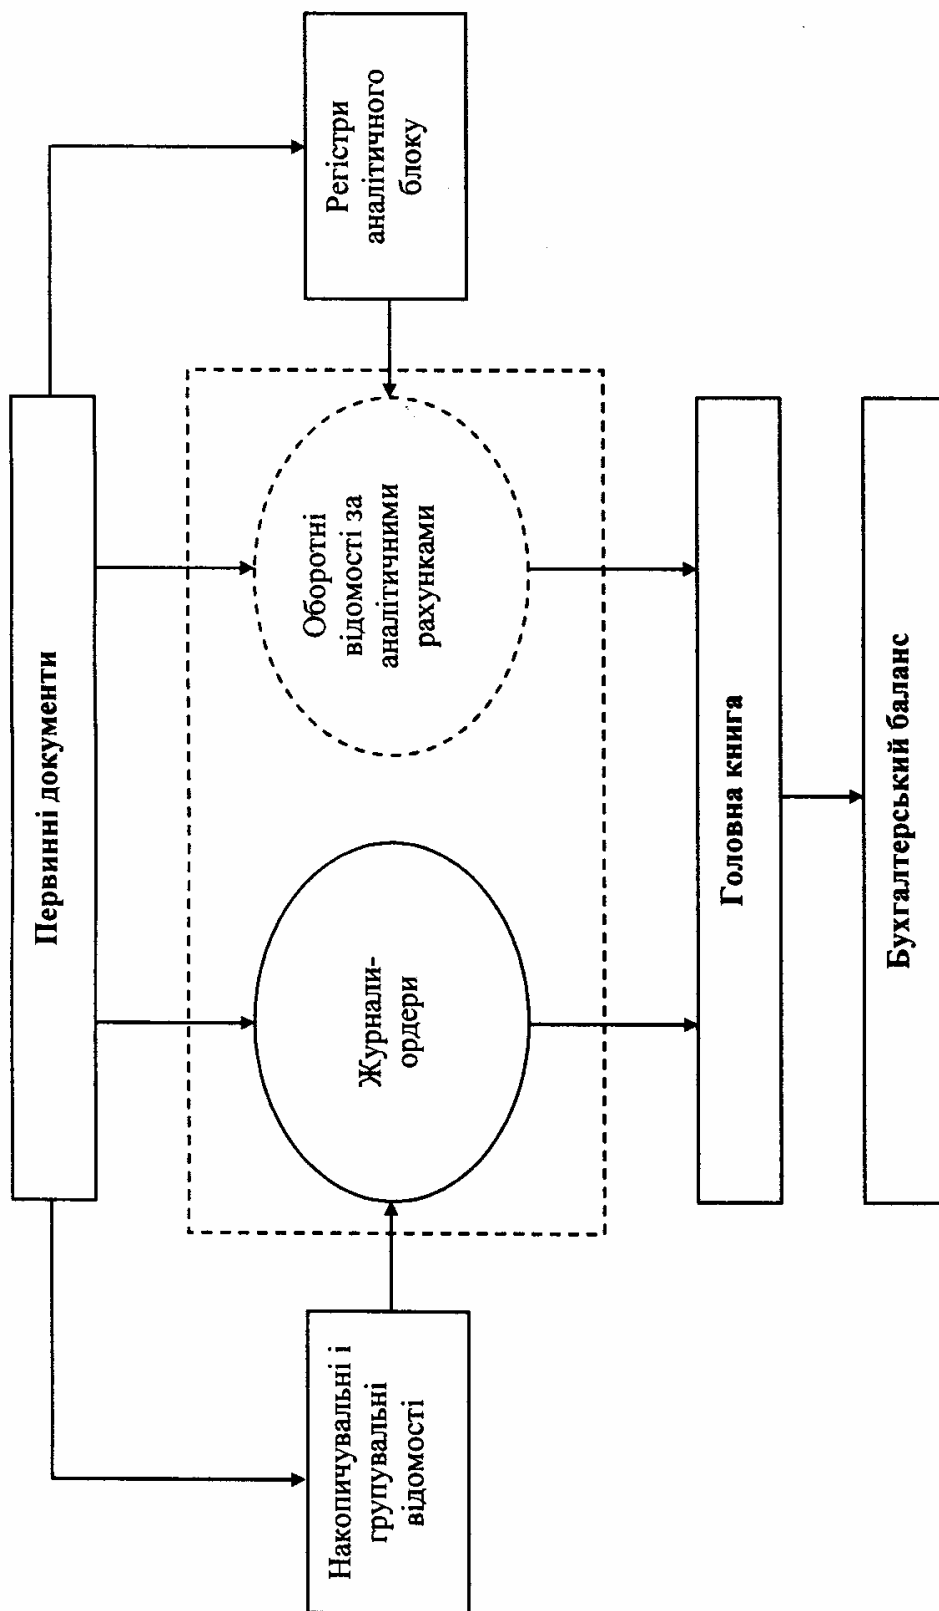 Первинні документи
Накопичувальні і
групувальні
відомості
Журнали-
ордери
Оборотні
відомості за
аналітичними
рахунками
Регістри
аналітичного
блоку
Головна книга
Бухгалтерський баланс